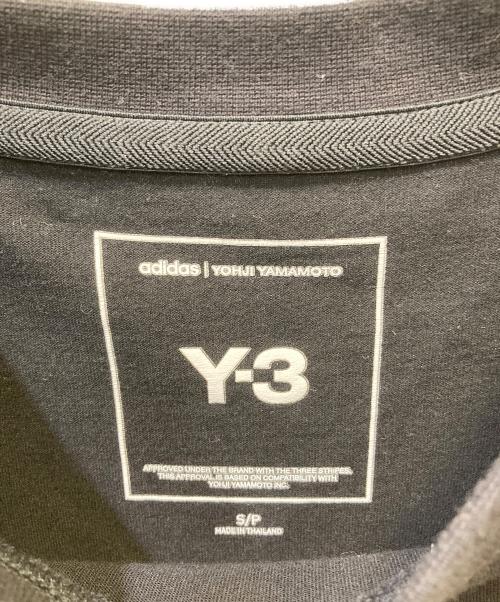 adidas | YOHJI YAMAMOTO
Y-3
APPROVED UNDER THE BRAND WITH THE THREE STRIPES.
THIS APPROVAL IS BASED ON COMPATIBILITY WITH
YOHJI YAMAMOTO INC.
S/P
MADE IN THAILAND